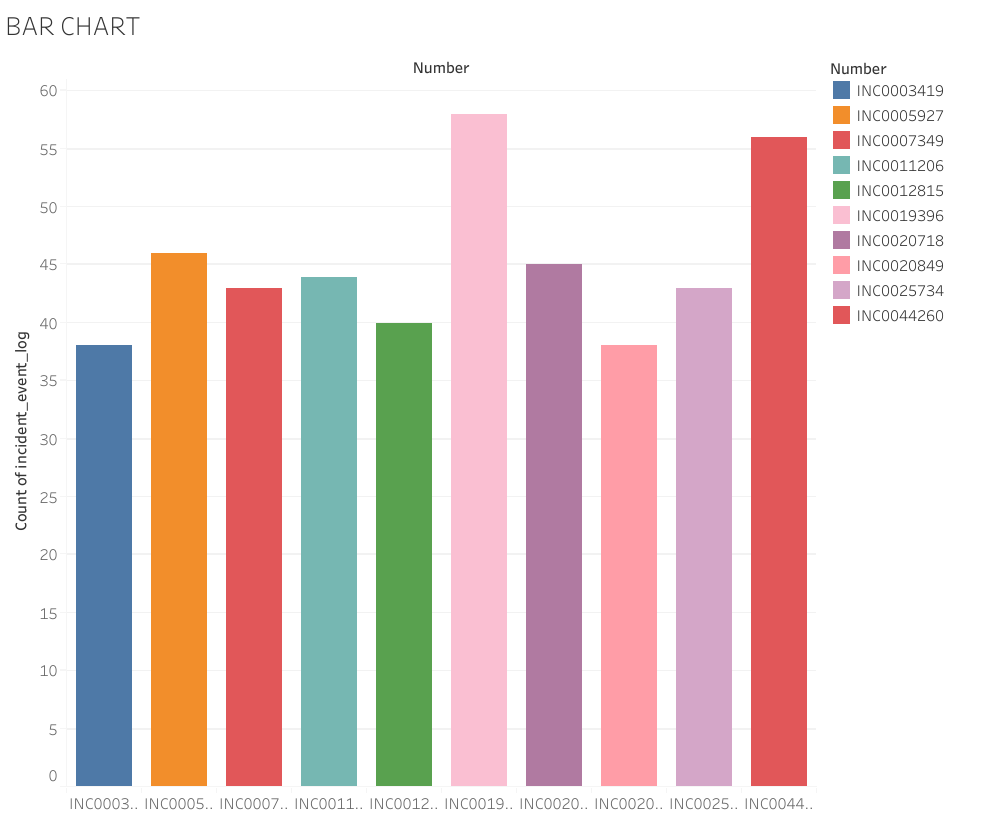 BAR CHART
Number
Number
INC0003419
INC0005927
INC0007349
INC0011206
INC0012815
INC0019396
INC0020718
INC0020849
INC0025734
INC0044260
Count of incident_event_log
60
55
50
45
40
35
30
25
20
15
10
5
0
INC0003.. INC0005.. INC0007.. INC0011.. INC0012.. INC0019.. INC0020.. INC0020.. INC0025.. INC0044..